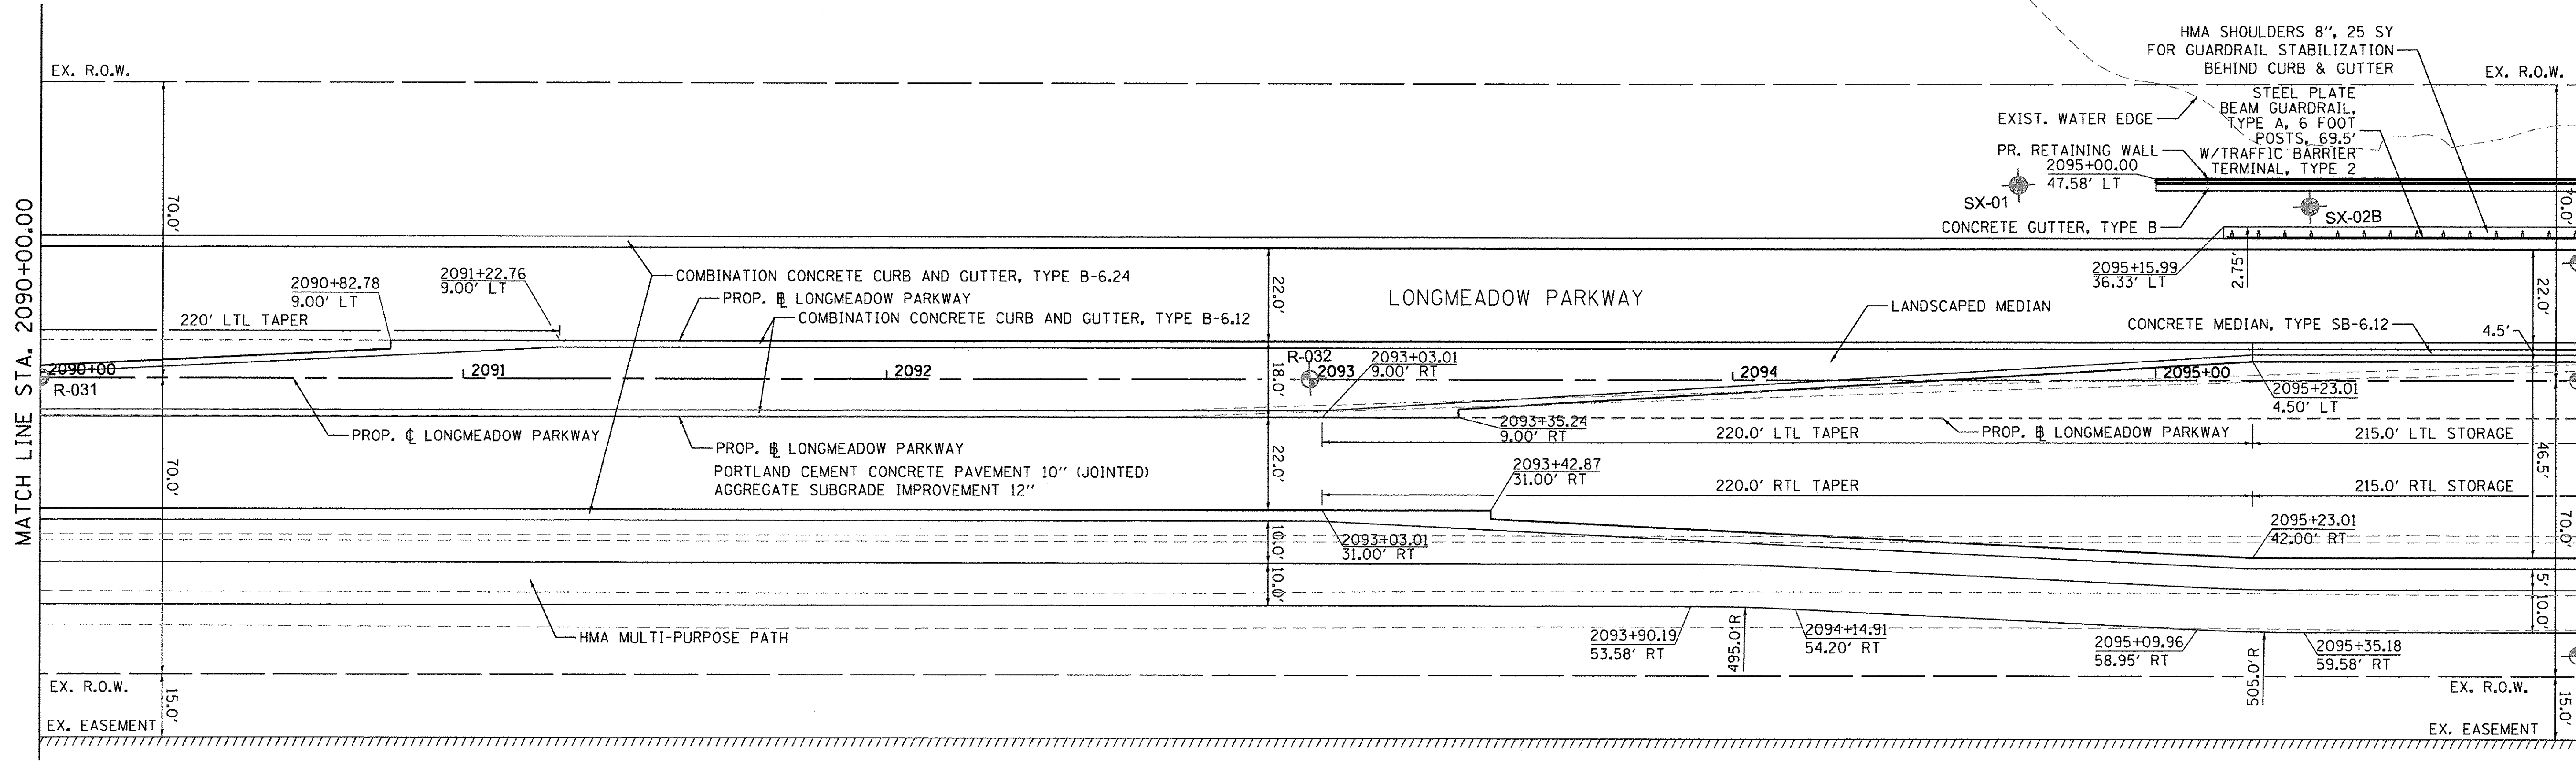 MATCH LINE STA. 2090+00.00
EX. R.O.W.
70.0'
70.0'
15.0'
EX. R.O.W.
EX. EASEMENT
220' LTL TAPER
2090+82.78
9.00' LT
2091+22.76
9.00' LT
COMBINATION CONCRETE CURB AND GUTTER, TYPE B-6.24
PROP. ⅊ LONGMEADOW PARKWAY
COMBINATION CONCRETE CURB AND GUTTER, TYPE B-6.12
2090+00
R-031
2091
2092
R-032
2093
2094
2095+00
PROP. ℄ LONGMEADOW PARKWAY
PROP. ⅊ LONGMEADOW PARKWAY
PORTLAND CEMENT CONCRETE PAVEMENT 10" (JOINTED)
AGGREGATE SUBGRADE IMPROVEMENT 12"
HMA MULTI-PURPOSE PATH
22.0'
18.0'
22.0'
10.0'
10.0'
LONGMEADOW PARKWAY
2093+03.01
9.00' RT
2093+35.24
9.00' RT
220.0' LTL TAPER
PROP. ⅊ LONGMEADOW PARKWAY
215.0' LTL STORAGE
2093+42.87
31.00' RT
220.0' RTL TAPER
215.0' RTL STORAGE
2093+03.01
31.00' RT
2095+23.01
42.00' RT
2093+90.19
53.58' RT
495.0'R
2094+14.91
54.20' RT
2095+09.96
58.95' RT
505.0'R
2095+35.18
59.58' RT
LANDSCAPED MEDIAN
CONCRETE MEDIAN, TYPE SB-6.12
4.5'
2095+23.01
4.50' LT
HMA SHOULDERS 8", 25 SY
FOR GUARDRAIL STABILIZATION
BEHIND CURB & GUTTER
EX. R.O.W.
STEEL PLATE
BEAM GUARDRAIL,
TYPE A, 6 FOOT
POSTS, 69.5'
W/TRAFFIC BARRIER
TERMINAL, TYPE 2
EXIST. WATER EDGE
PR. RETAINING WALL
2095+00.00
47.58' LT
SX-01
SX-02B
CONCRETE GUTTER, TYPE B
2095+15.99
36.33' LT
2.75'
70.0'
22.0'
46.5'
70.0'
5'
10.0'
EX. R.O.W.
15.0'
EX. EASEMENT